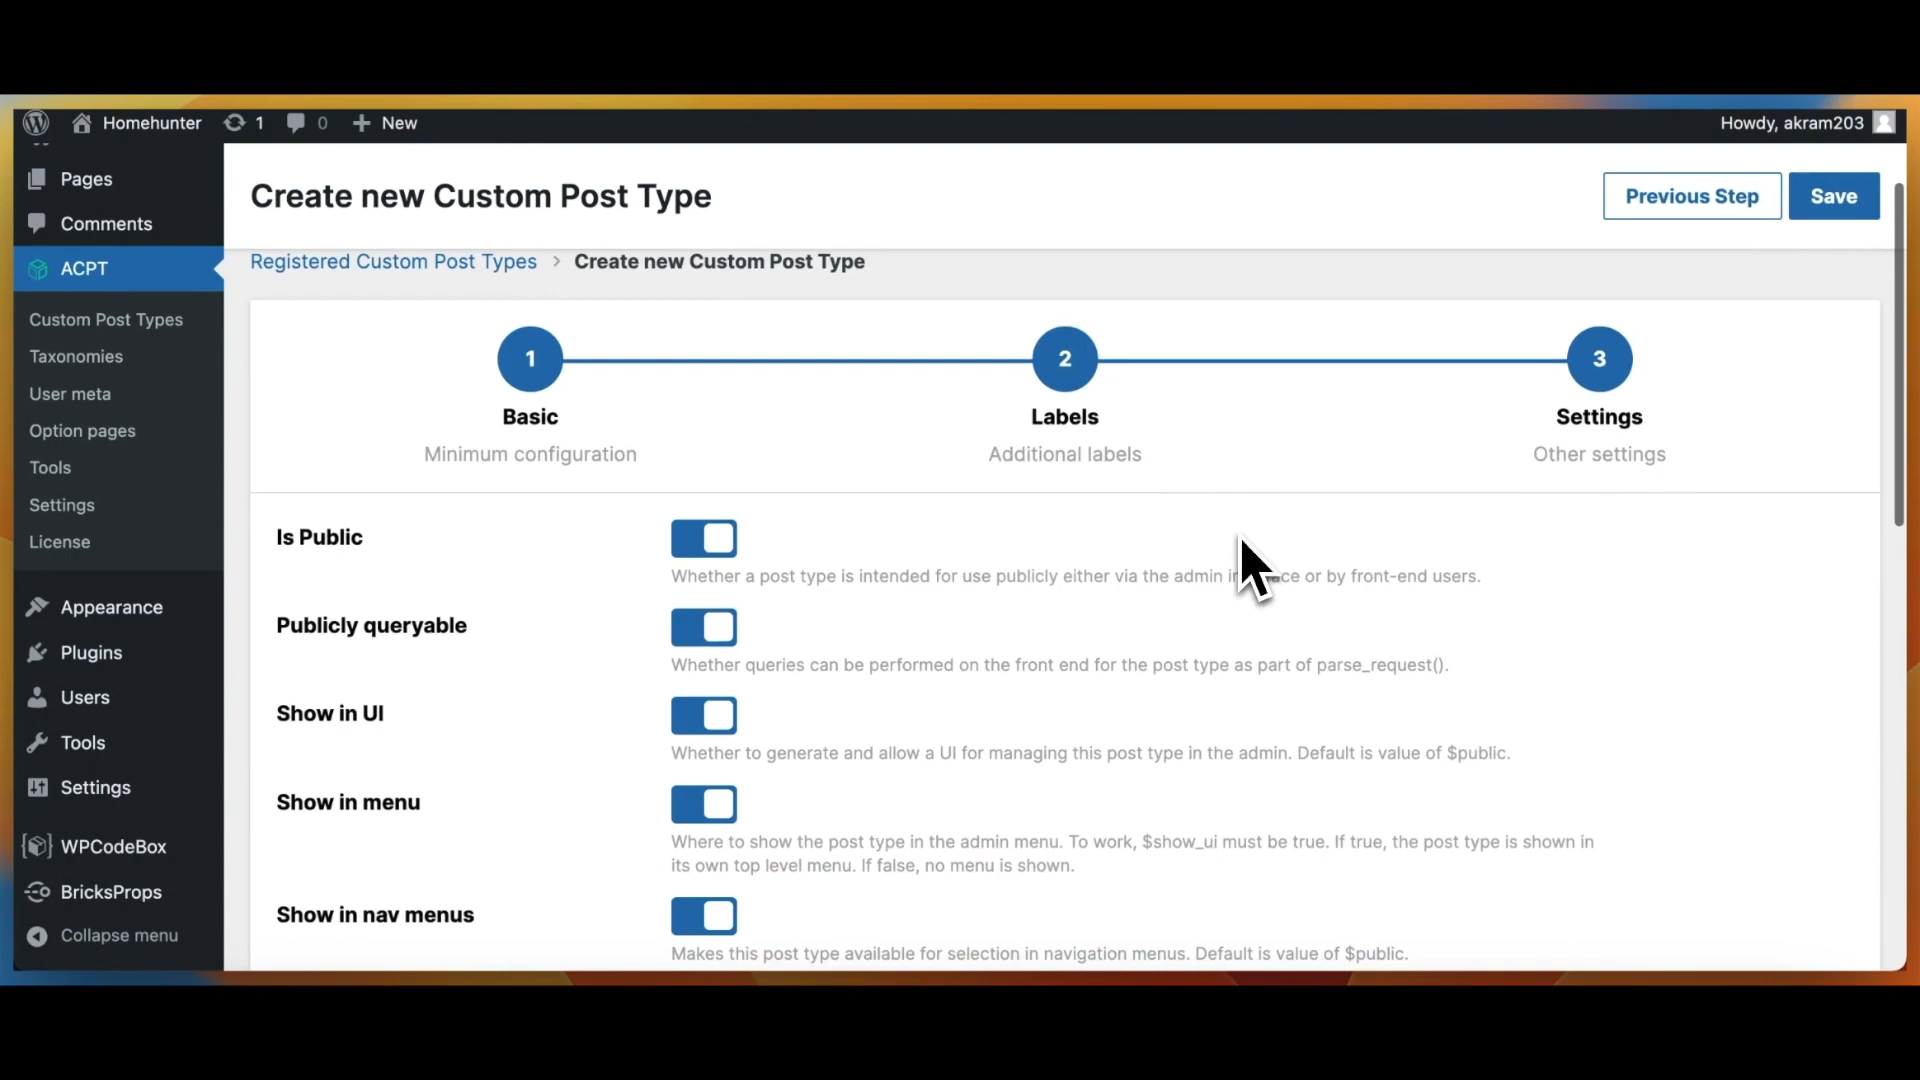 Homehunter 1 0 New Howdy, akram203
Pages
Comments
ACPT
Custom Post Types
Taxonomies
User meta
Option pages
Tools
Settings
License
Appearance
Plugins
Users
Tools
Settings
WPCodeBox
BricksProps
Collapse menu
Create new Custom Post Type
Previous Step
Save
Registered Custom Post Types > Create new Custom Post Type
1 2 3
Basic Labels Settings
Minimum configuration Additional labels Other settings
Is Public
Whether a post type is intended for use publicly either via the admin ce or by front-end users.
Publicly queryable
Whether queries can be performed on the front end for the post type as part of parse_request().
Show in UI
Whether to generate and allow a UI for managing this post type in the admin. Default is value of $public.
Show in menu
Where to show the post type in the admin menu. To work, $show_ui must be true. If true, the post type is shown in
its own top level menu. If false, no menu is shown.
Show in nav menus
Makes this post type available for selection in navigation menus. Default is value of $public.